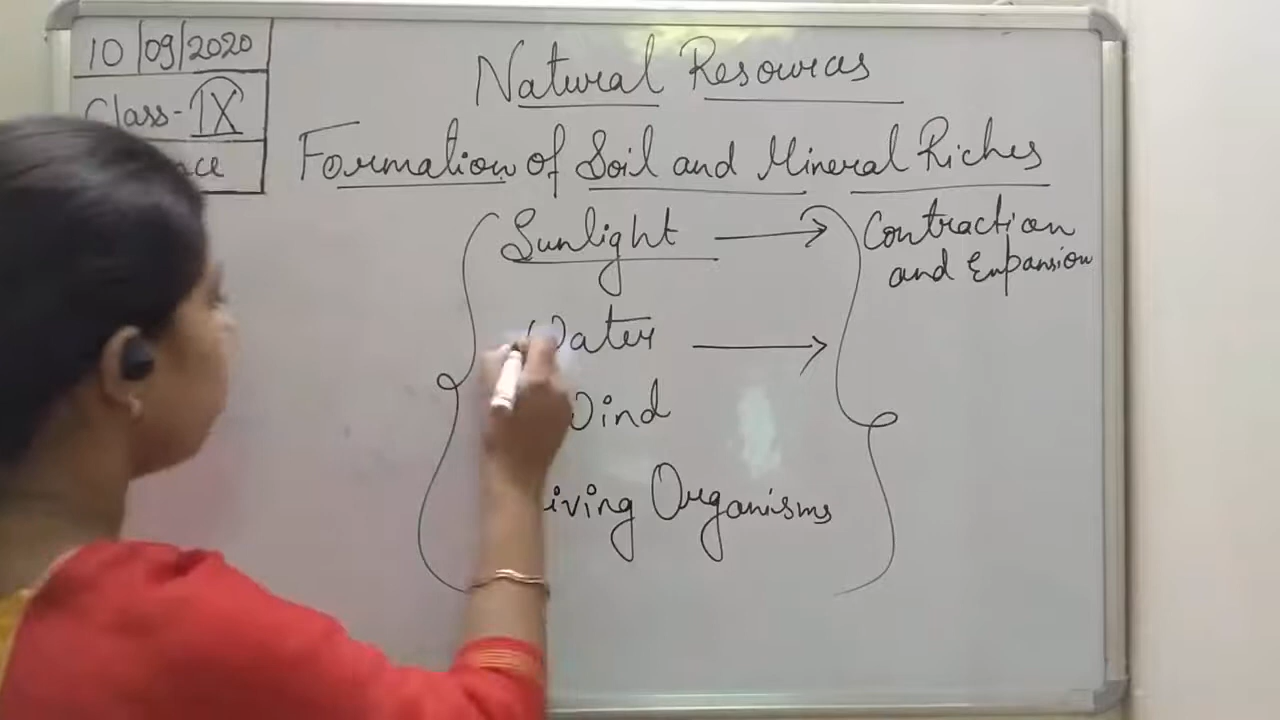 10/09/2020
Class-IX
Natural Resources
Formation of Soil and Mineral Riches
Sunlight → Contraction
and Expansion
Water →
Wind
Living Organisms